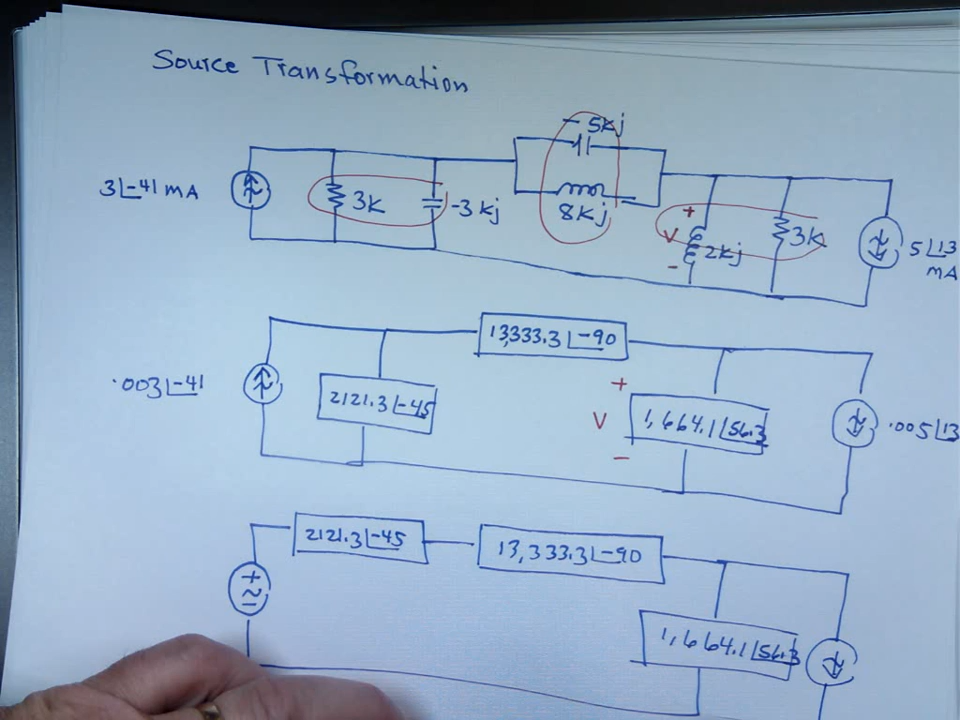 Source Transformation
-5kj
3∠-41 mA
3K
-3kj
8kj
+
V
-
2kj
3K
5∠13
mA
.003∠-41
2121.3∠-45
13,333.3∠-90
+
V
-
1,664.1∠56.3
.005∠13
+
-
2121.3∠-45
13,333.3∠-90
1,664.1∠56.3